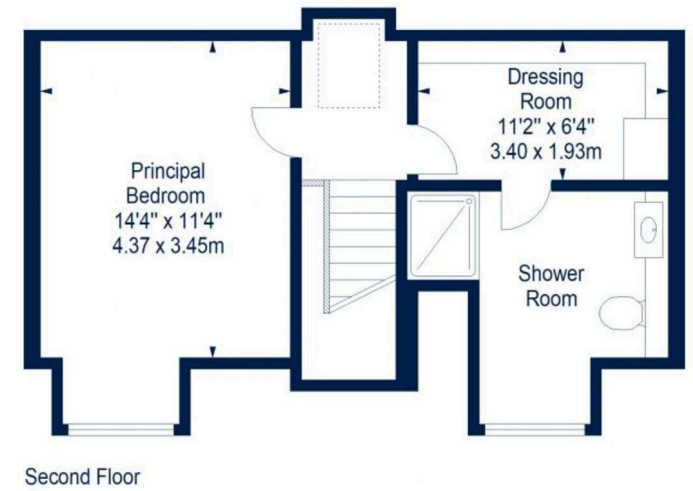 Dressing
Room
11'2" x 6'4"
3.40 x 1.93m
Principal
Bedroom
14'4" x 11'4"
4.37 x 3.45m
Shower
Room
Second Floor